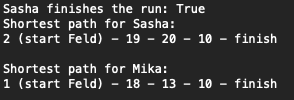 Sasha finishes the run: True
Shortest path for Sasha:
2 (start Feld) - 19 - 20 - 10 - finish

Shortest path for Mika:
1 (start Feld) - 18 - 13 - 10 - finish